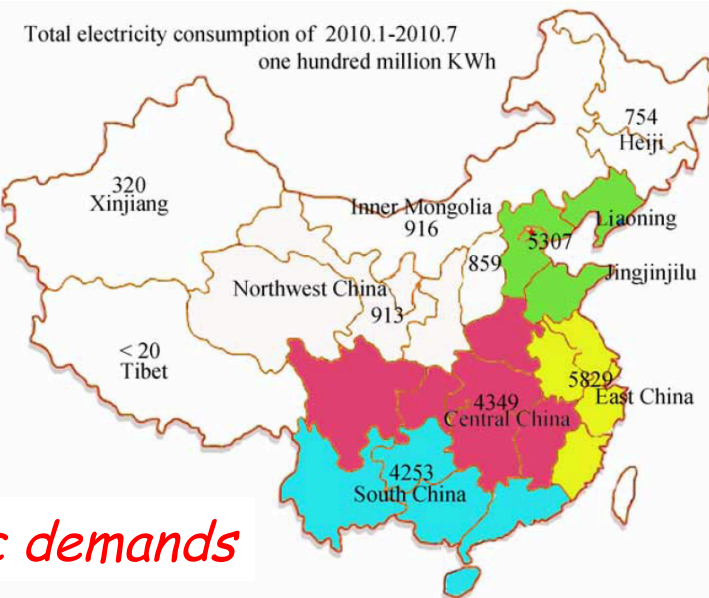 Total electricity consumption of 2010.1-2010.7
one hundred million KWh
754
Heiji
320
Xinjiang
Inner Mongolia
916
Liaoning
5307
859
Jingjinjilu
Northwest China
913
< 20
Tibet
5829
East China
4349
Central China
4253
South China
c demands